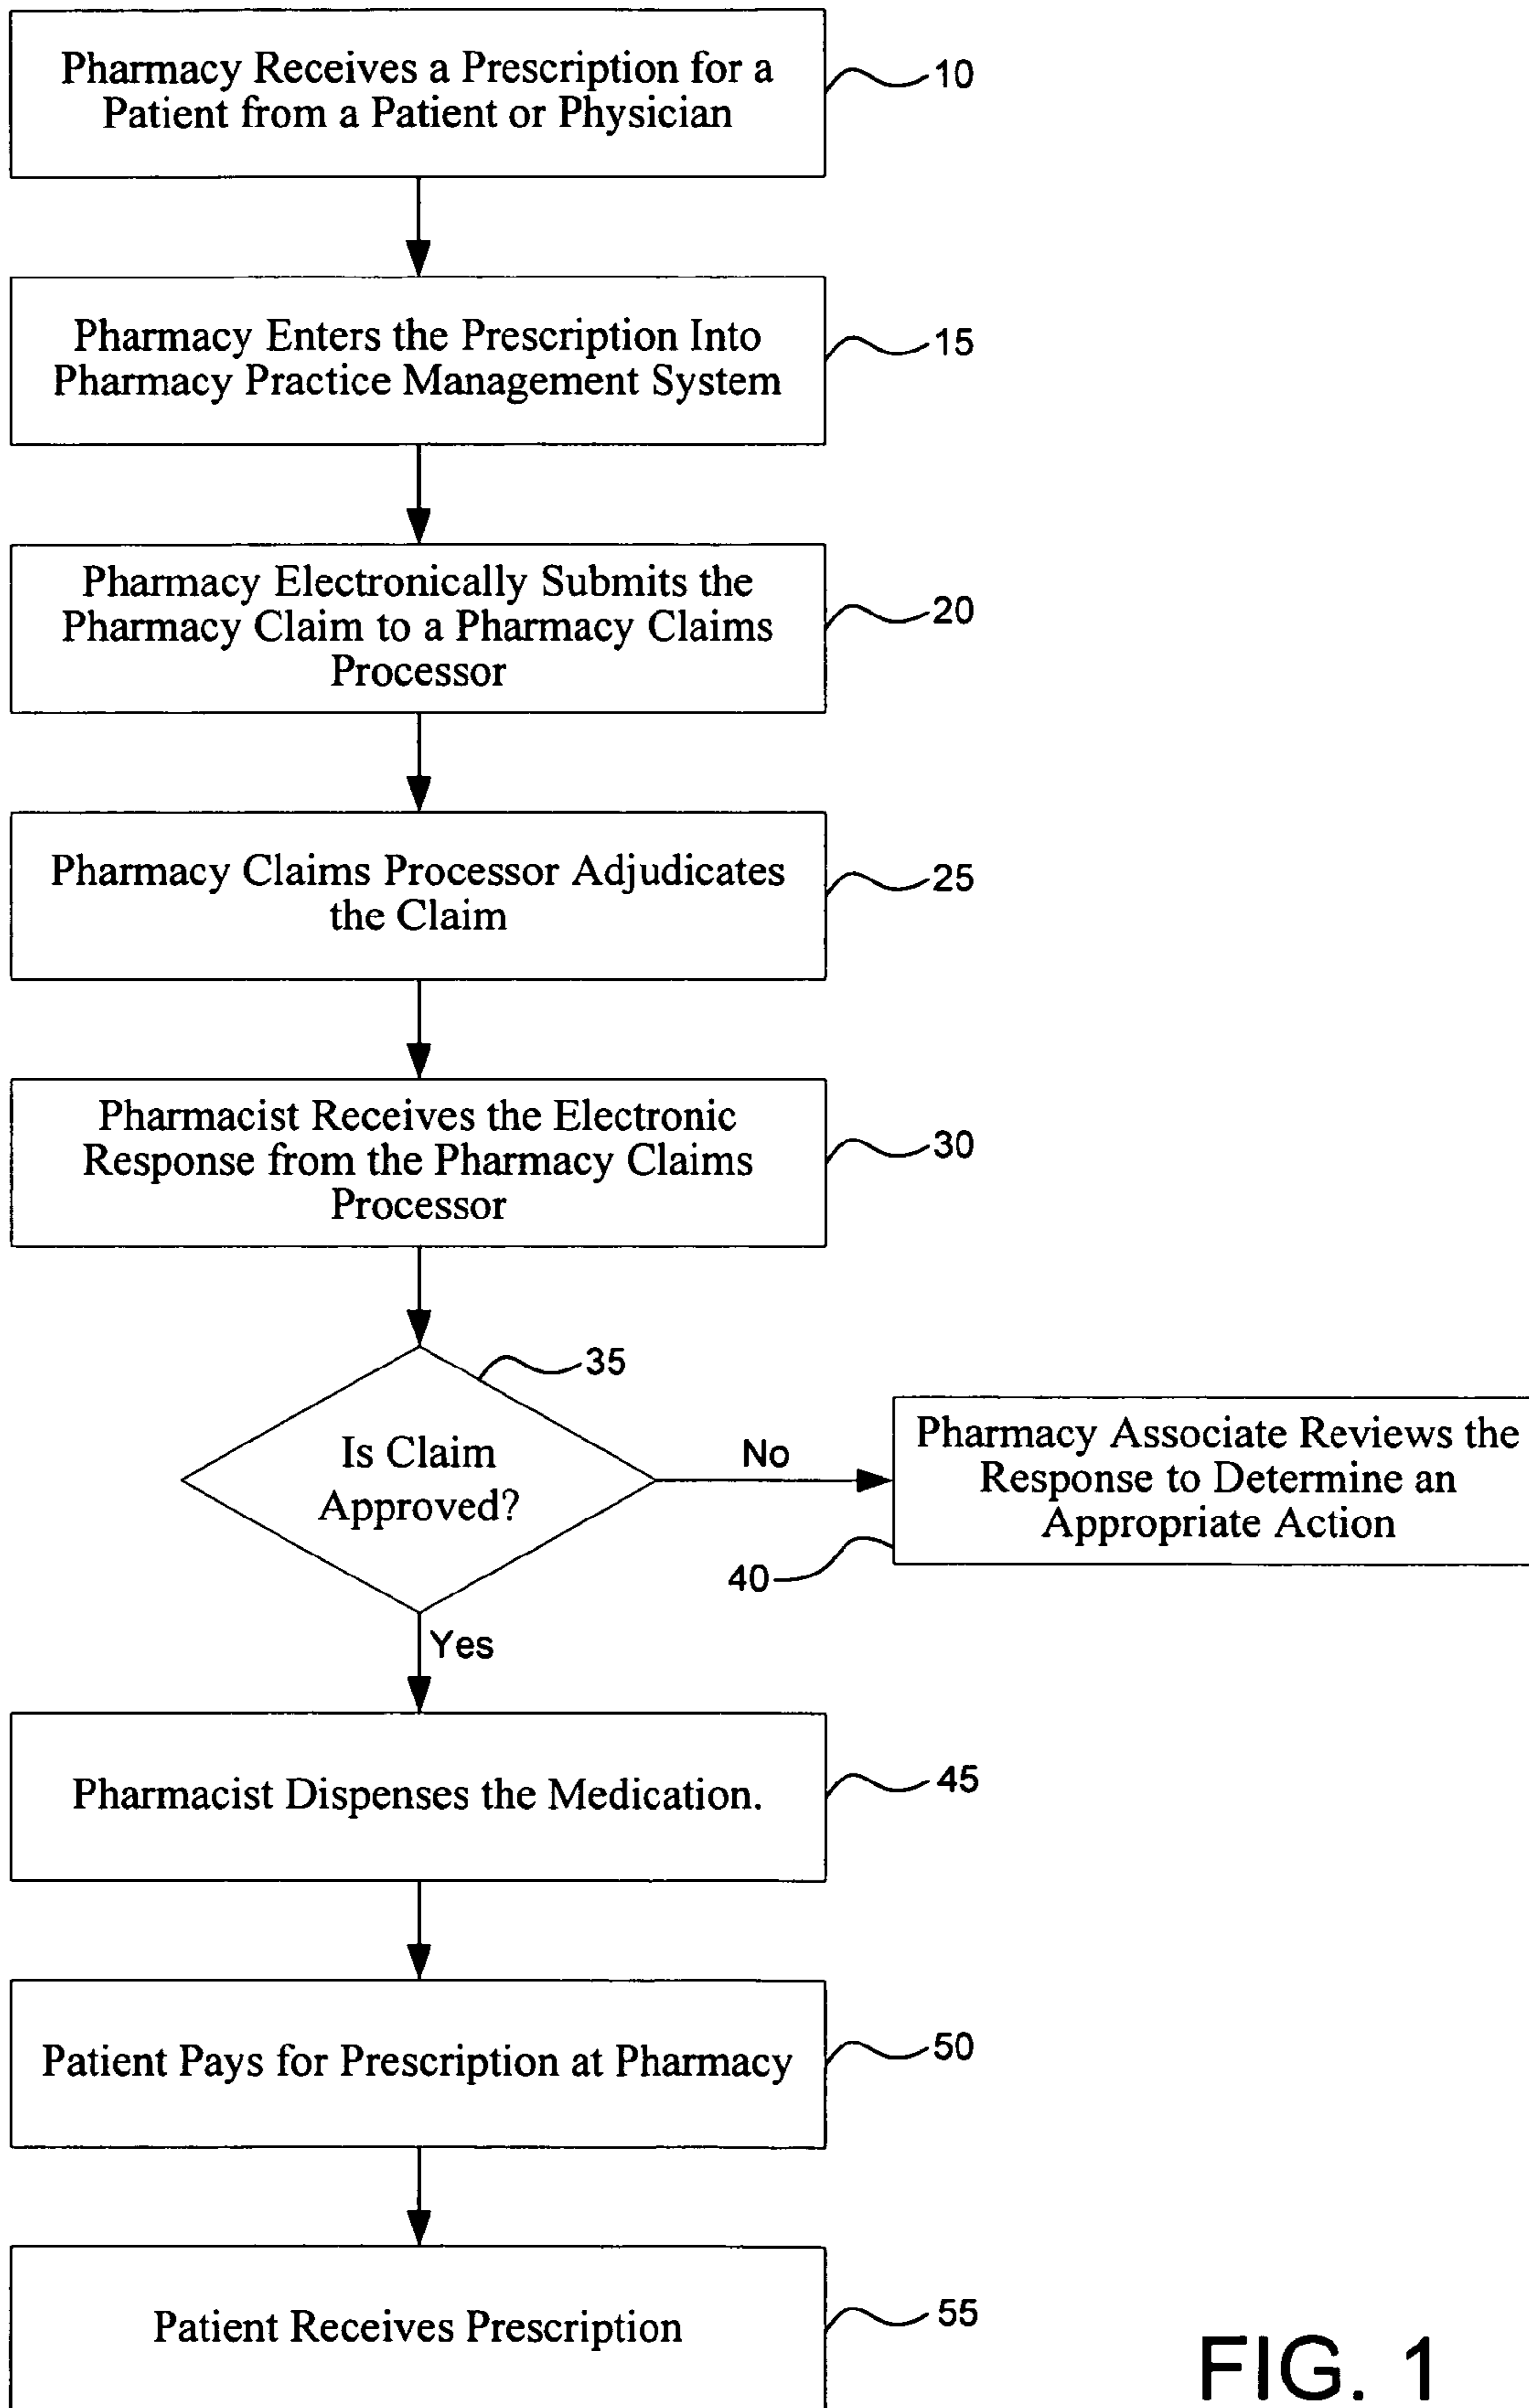 Pharmacy Receives a Prescription for a
Patient from a Patient or Physician
10
Pharmacy Enters the Prescription Into
Pharmacy Practice Management System
15
Pharmacy Electronically Submits the
Pharmacy Claim to a Pharmacy Claims
Processor
20
Pharmacy Claims Processor Adjudicates
the Claim
25
Pharmacist Receives the Electronic
Response from the Pharmacy Claims
Processor
30
35
Is Claim
Approved?
No
Pharmacy Associate Reviews the
Response to Determine an
Appropriate Action
40
Yes
Pharmacist Dispenses the Medication.
45
Patient Pays for Prescription at Pharmacy
50
Patient Receives Prescription
55
FIG. 1